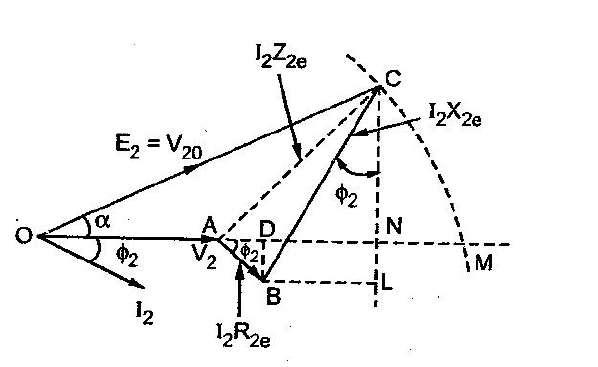 I₂Z₂ₑ
C
I₂X₂ₑ
E₂ = V₂₀
ϕ₂
α
O
A
D
N
ϕ₂
V₂
ϕ₂
M
B
L
I₂
I₂R₂ₑ